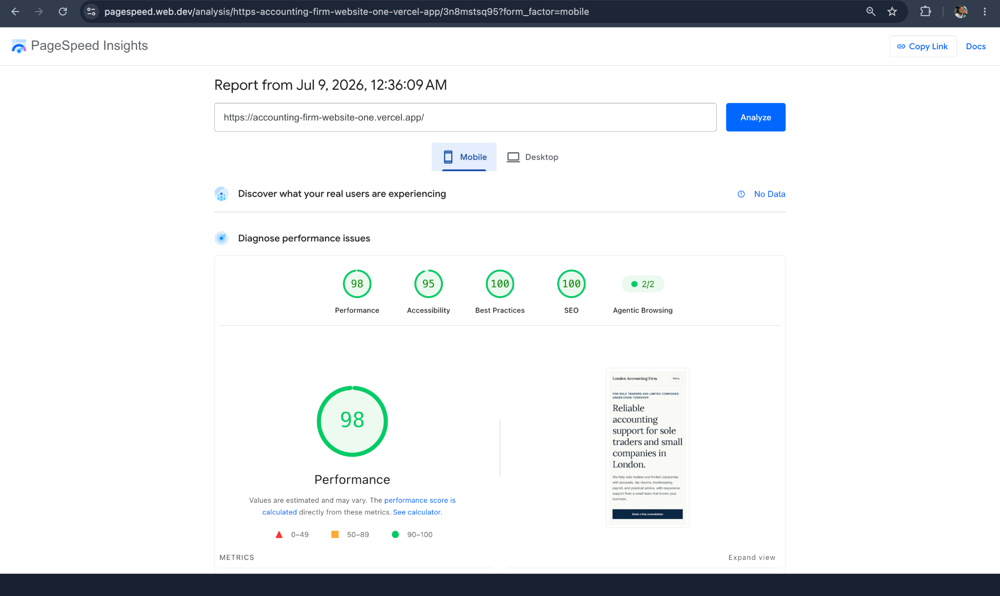 pagespeed.web.dev/analysis/https-accounting-firm-website-one-vercel-app/3n8mstsq95?form_factor=mobile
PageSpeed Insights
Copy Link
Docs
Report from Jul 9, 2026, 12:36:09 AM
https://accounting-firm-website-one.vercel.app/
Analyze
Mobile
Desktop
Discover what your real users are experiencing
No Data
Diagnose performance issues
98
95
100
100
2/2
Performance
Accessibility
Best Practices
SEO
Agentic Browsing
98
Performance
Values are estimated and may vary. The performance score is
calculated directly from these metrics. See calculator.
0–49
50–89
90–100
London Accounting Firm
Menu
FOR SOLE TRADERS AND LIMITED COMPANIES
UNDER £500K TURNOVER
Reliable
accounting
support for sole
traders and small
companies in
London.
We help sole traders and limited companies
with accounts, tax returns, bookkeeping,
payroll, and practical advice, with responsive
support from a small team that knows your
business.
Book a free consultation
METRICS
Expand view